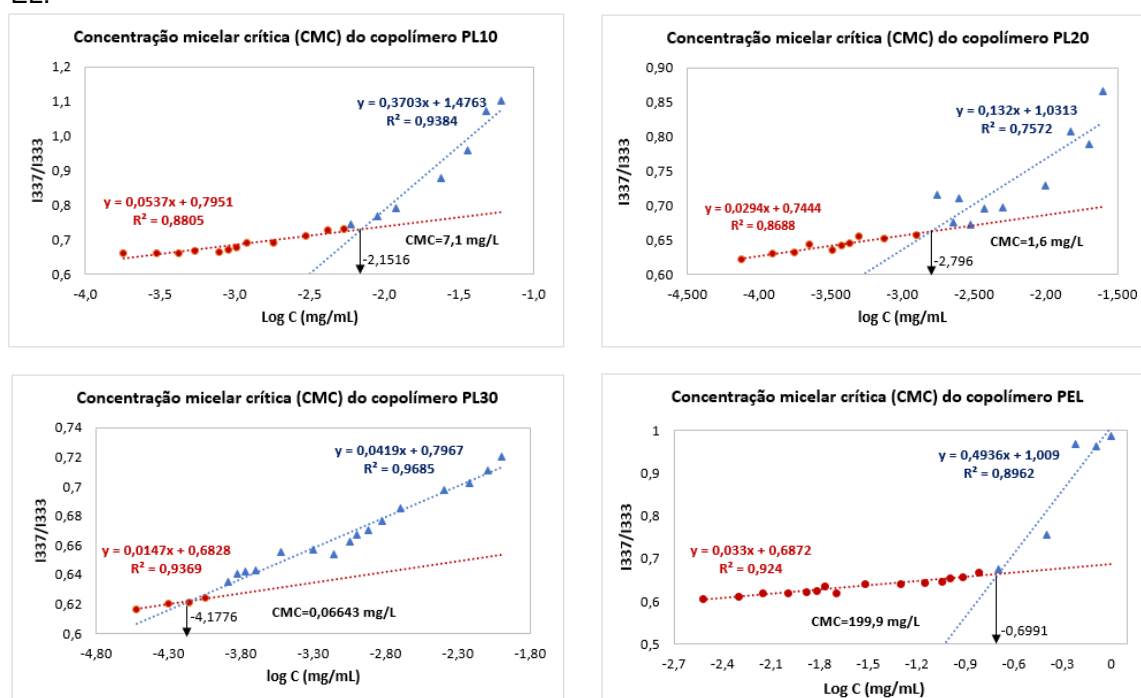 Concentração micelar crítica (CMC) do copolímero PL10
1,2
1,1
1,0
0,9
0,8
0,7
0,6
I337/I333
y = 0,3703x + 1,4763
R² = 0,9384
y = 0,0537x + 0,7951
R² = 0,8805
CMC=7,1 mg/L
-2,1516
-4,0 -3,5 -3,0 -2,5 -2,0 -1,5 -1,0
Log C (mg/mL)
Concentração micelar crítica (CMC) do copolímero PL20
0,90
0,85
0,80
0,75
0,70
0,65
0,60
I337/I333
y = 0,132x + 1,0313
R² = 0,7572
y = 0,0294x + 0,7444
R² = 0,8688
CMC=1,6 mg/L
-2,796
-4,500 -4,00 -3,500 -3,00 -2,500 -2,00 -1,500
log C (mg/mL
Concentração micelar crítica (CMC) do copolímero PL30
0,74
0,72
0,7
0,68
0,66
0,64
0,62
0,6
I337/I333
y = 0,0419x + 0,7967
R² = 0,9685
y = 0,0147x + 0,6828
R² = 0,9369
CMC=0,06643 mg/L
-4,1776
-4,80 -4,30 -3,80 -3,30 -2,80 -2,30 -1,80
Log C (mg/mL)
Concentração micelar crítica (CMC) do copolímero PEL
1
0,9
0,8
0,7
0,6
0,5
I337/I333
y = 0,4936x + 1,009
R² = 0,8962
y = 0,033x + 0,6872
R² = 0,924
CMC=199,9 mg/L
-0,6991
-2,7 -2,4 -2,1 -1,8 -1,5 -1,2 -0,9 -0,6 -0,3 0
Log C (mg/mL)